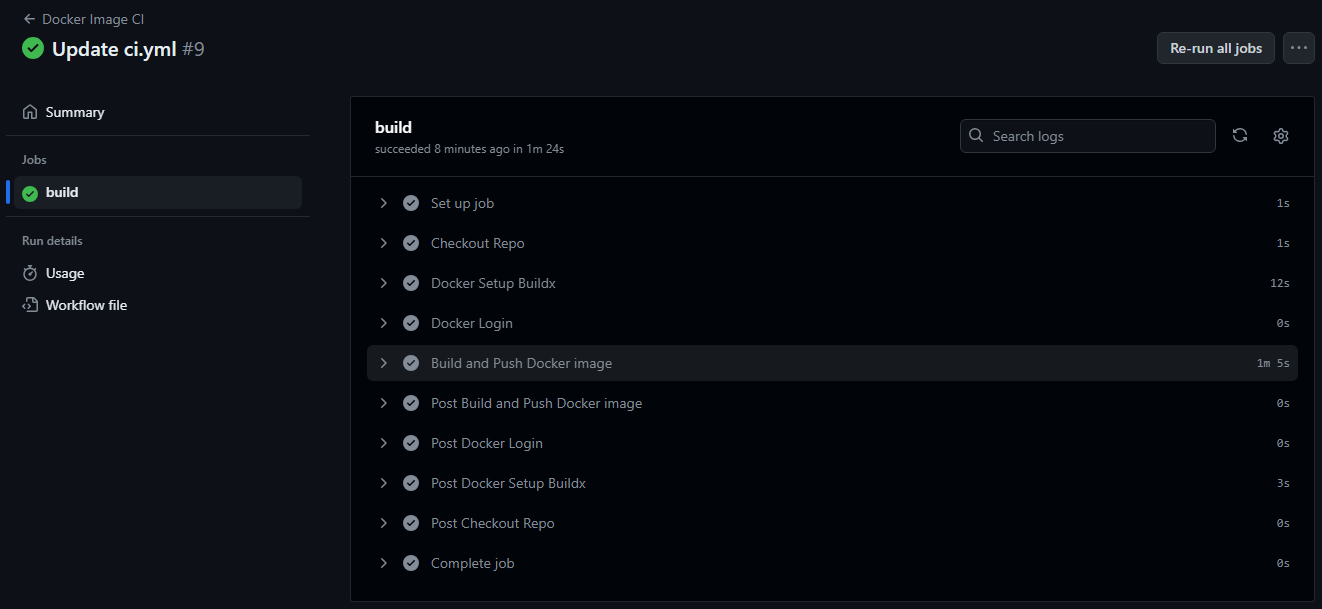 Docker Image CI
Update ci.yml #9
Re-run all jobs
Summary
Jobs
build
Run details
Usage
Workflow file
build
succeeded 8 minutes ago in 1m 24s
Search logs
Set up job 1s
Checkout Repo 1s
Docker Setup Buildx 12s
Docker Login 0s
Build and Push Docker image 1m 5s
Post Build and Push Docker image 0s
Post Docker Login 0s
Post Docker Setup Buildx 3s
Post Checkout Repo 0s
Complete job 0s